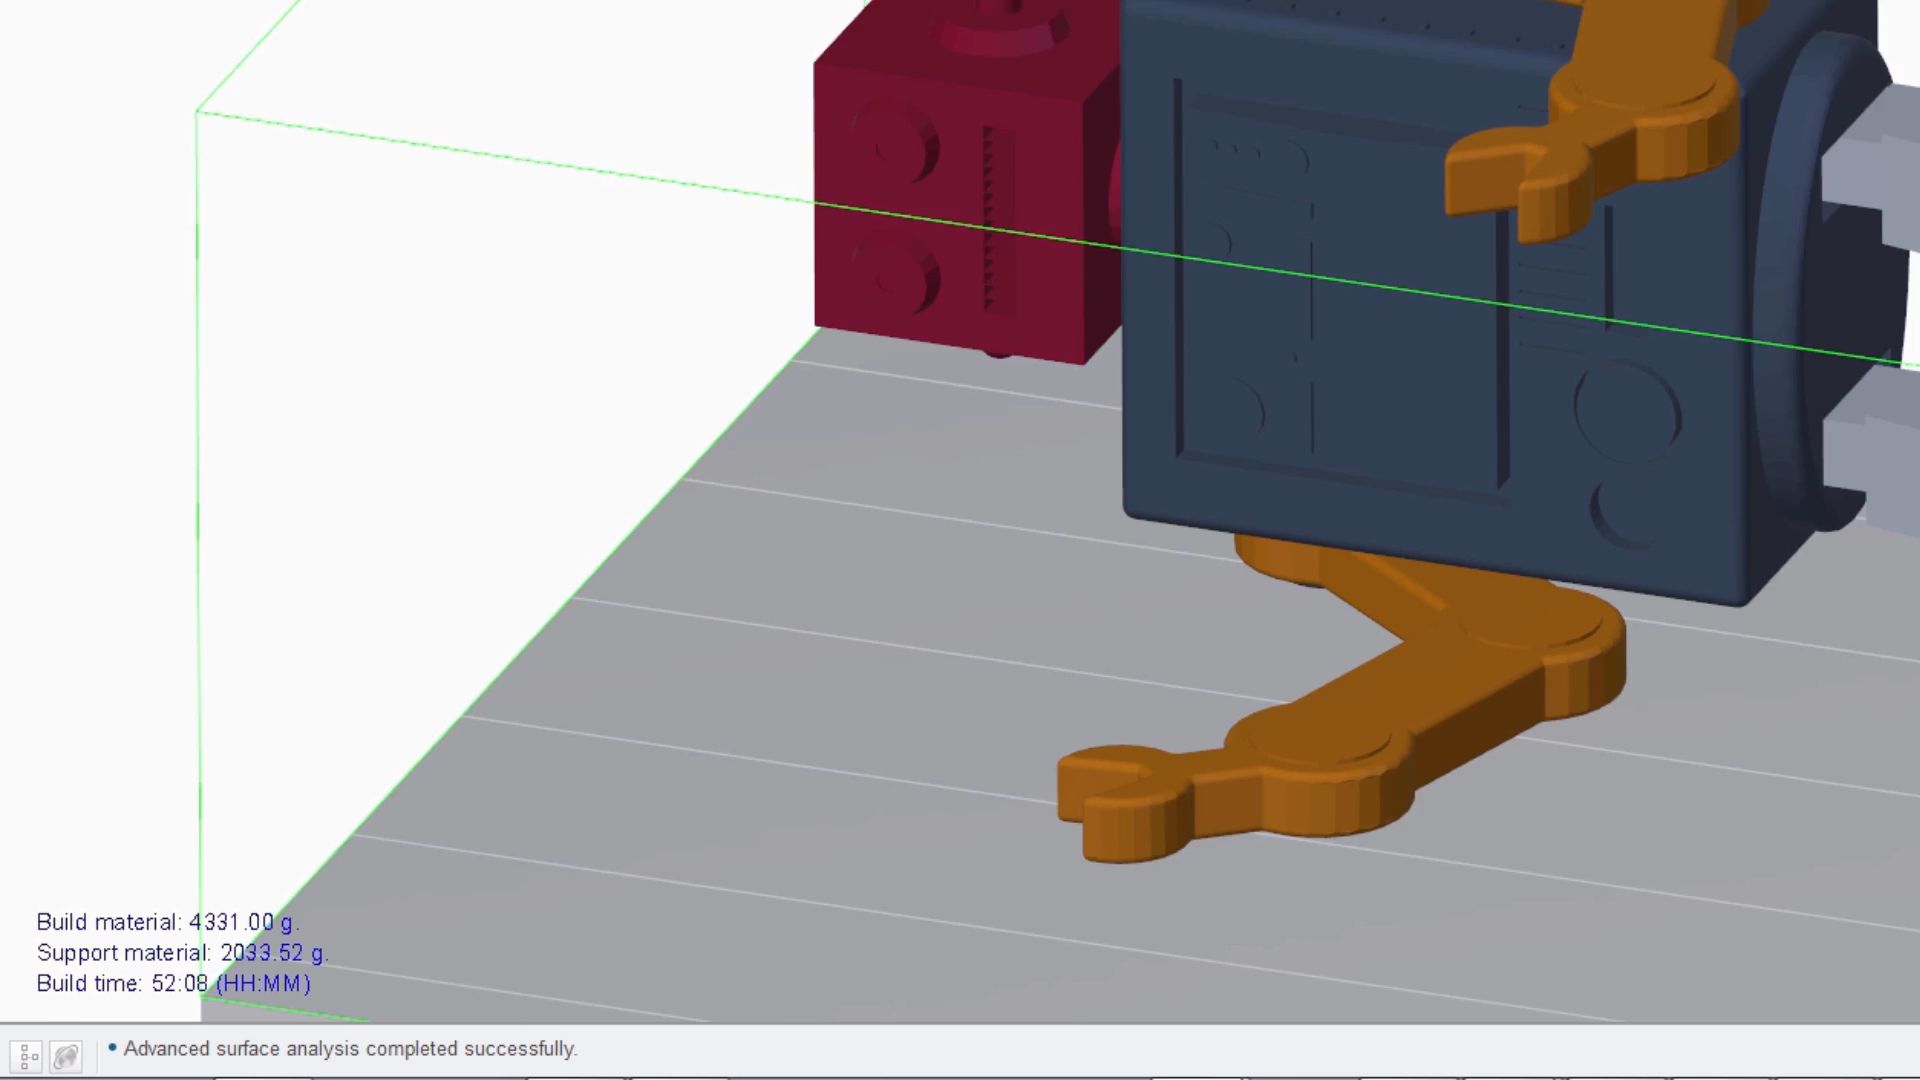 Build material: 4331.00 g.
Support material: 2033.52 g.
Build time: 52:08 (HH:MM)
• Advanced surface analysis completed successfully.